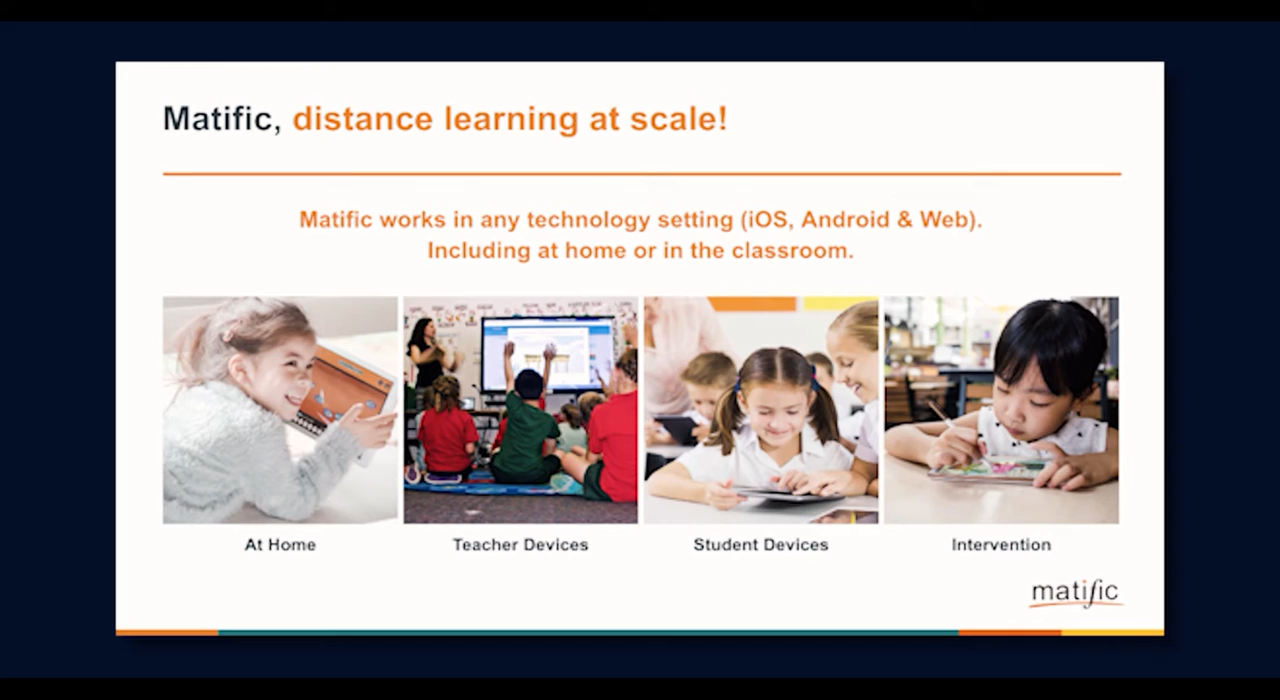 Matific, distance learning at scale!
Matific works in any technology setting (iOS, Android & Web).
Including at home or in the classroom.
At Home
Teacher Devices
Student Devices
Intervention
matific